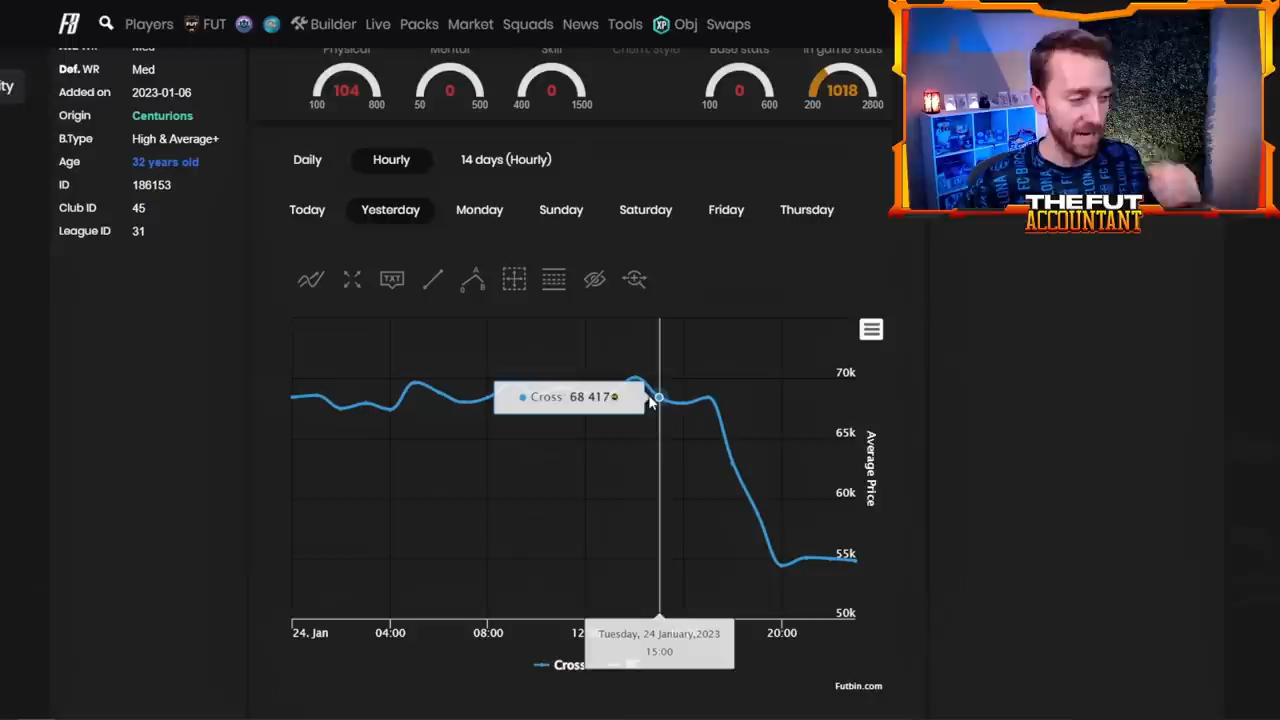 F8 Players FUT Builder Live Packs Market Squads News Tools XP Obj Swaps
Med
ity
Def. WR Med
Added on 2023-01-06
Origin Centurions
B.Type High & Average+
Age 32 years old
ID 186153
Club ID 45
League ID 31
Physical Mental Skill Chem. style Base stats In game stats
104 0 0 0 1018
100 800 50 500 400 1500 100 600 200 2800
THE FUT
ACCOUNTANT
Daily Hourly 14 days (Hourly)
Today Yesterday Monday Sunday Saturday Friday Thursday
TXT A B
70k
Cross 68 417
65k
Average Price
60k
55k
50k
24. Jan 04:00 08:00 12 20:00
Tuesday, 24 January,2023
15:00
Cross
Futbin.com